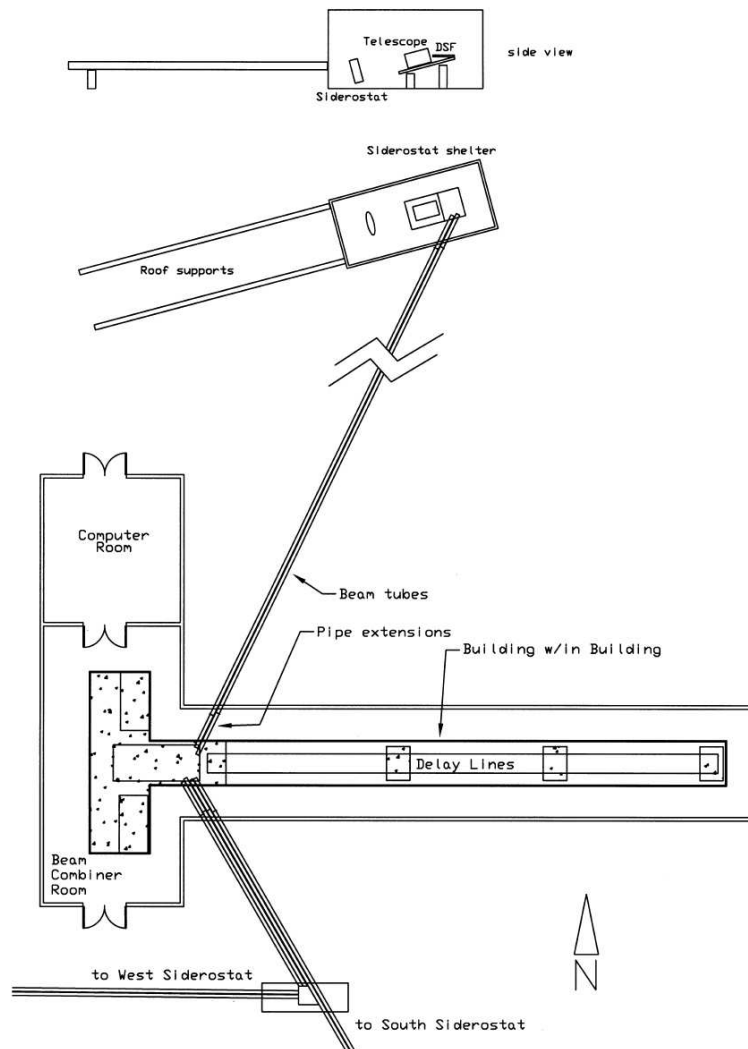 Telescope
DSF
side view
Siderostat
Siderostat shelter
Roof supports
Computer
Room
Beam tubes
Pipe extensions
Building w/in Building
Delay Lines
Beam
Combiner
Room
to West Siderostat
N
to South Siderostat